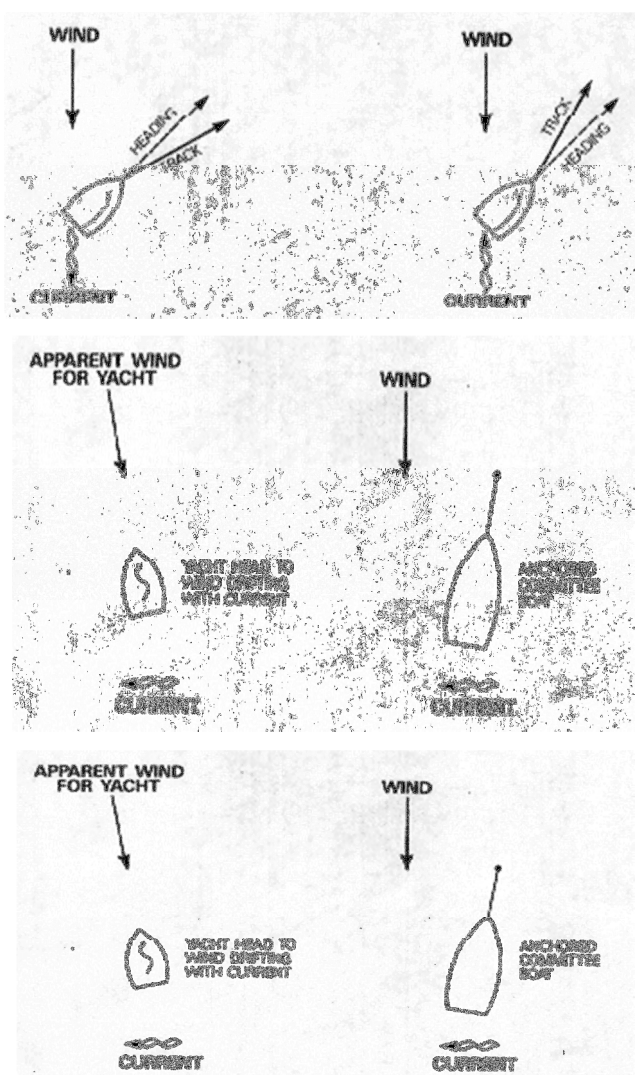 WIND
WIND
HEADING
TRACK
TRACK
HEADING
CURRENT
CURRENT
APPARENT WIND
FOR YACHT
WIND
YACHT HEAD TO
WIND DRIFTING
WITH CURRENT
ANCHORED
COMMITTEE
BOAT
CURRENT
CURRENT
APPARENT WIND
FOR YACHT
WIND
YACHT HEAD TO
WIND DRIFTING
WITH CURRENT
ANCHORED
COMMITTEE
BOAT
CURRENT
CURRENT